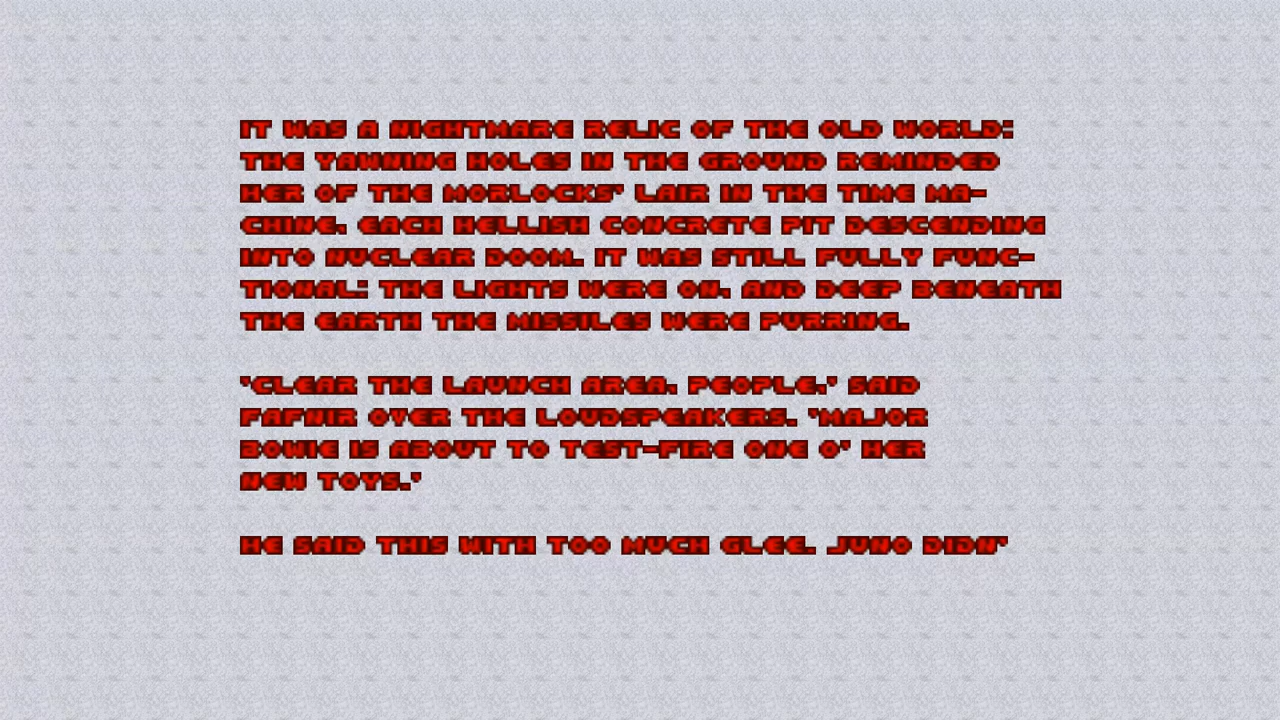 IT WAS A NIGHTMARE RELIC OF THE OLD WORLD:
THE YAWNING HOLES IN THE GROUND REMINDED
HER OF THE MORLOCKS' LAIR IN THE TIME MA-
CHINE, EACH HELLISH CONCRETE PIT DESCENDING
INTO NUCLEAR DOOM. IT WAS STILL FULLY FUNC-
TIONAL: THE LIGHTS WERE ON, AND DEEP BENEATH
THE EARTH THE MISSILES WERE PURRING.
'CLEAR THE LAUNCH AREA, PEOPLE,' SAID
FAFNIR OVER THE LOUDSPEAKERS. 'MAJOR
BOWIE IS ABOUT TO TEST-FIRE ONE O' HER
NEW TOYS.'
HE SAID THIS WITH TOO MUCH GLEE. JUNO DIDN'